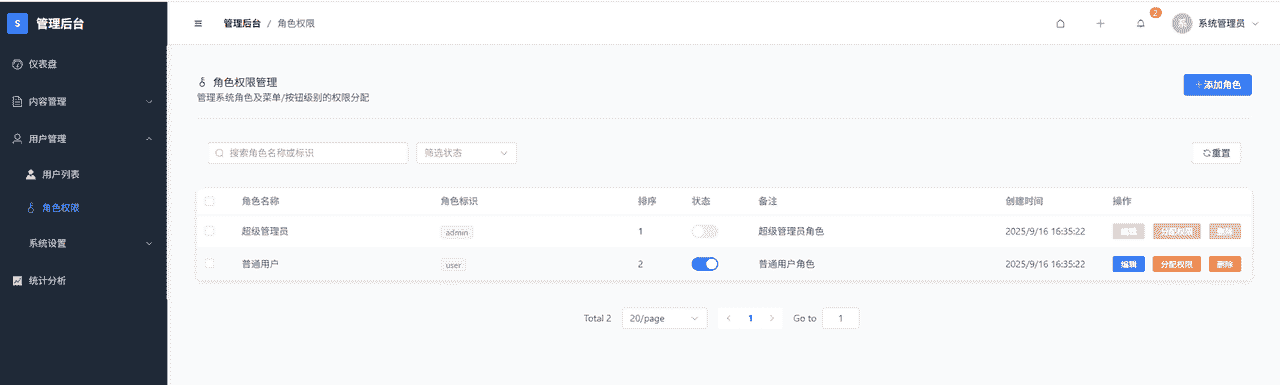 S 管理后台
仪表盘
内容管理
用户管理
用户列表
角色权限
系统设置
统计分析
管理后台 / 角色权限
2
系 系统管理员
角色权限管理
管理系统角色及菜单/按钮级别的权限分配
+ 添加角色
搜索角色名称或标识
筛选状态
重置
角色名称 角色标识 排序 状态 备注 创建时间 操作
超级管理员 admin 1 超级管理员角色 2025/9/16 16:35:22 编辑 分配权限 删除
普通用户 user 2 普通用户角色 2025/9/16 16:35:22 编辑 分配权限 删除
Total 2 20/page 1 Go to 1